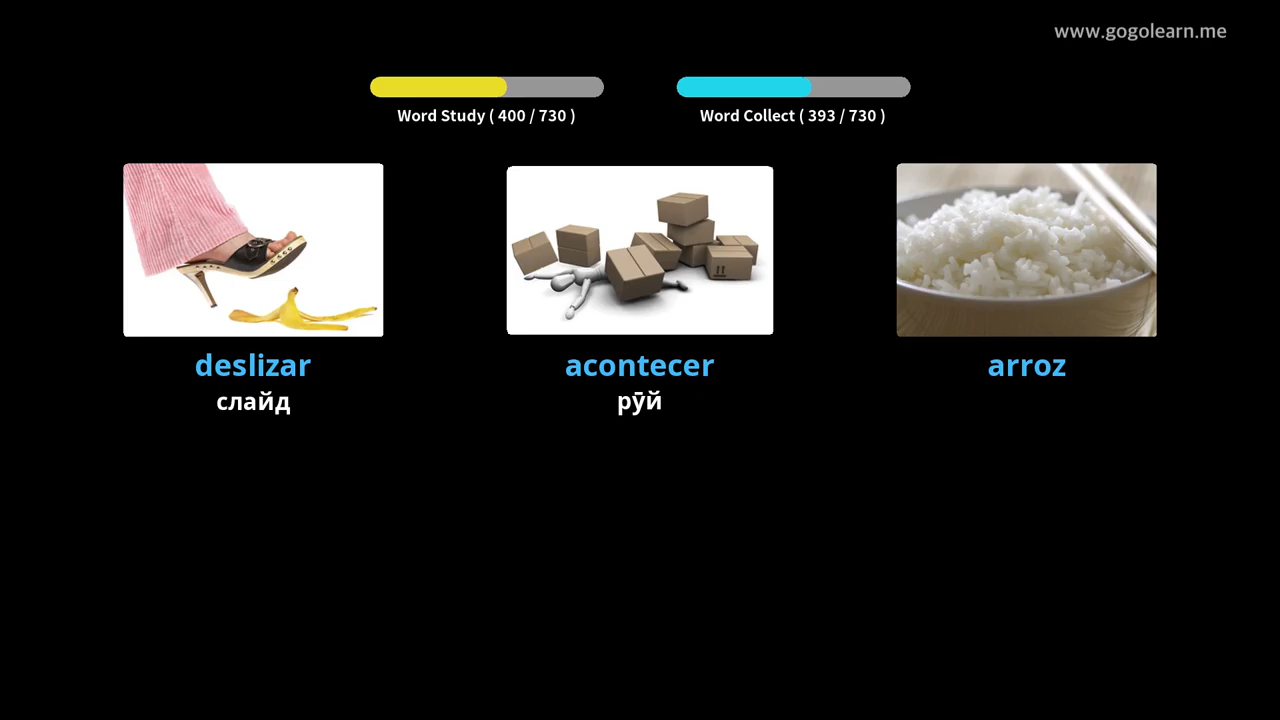 www.gogolearn.me
Word Study ( 400 / 730 )
Word Collect ( 393 / 730 )
deslizar
acontecer
arroz
слайд
рӯй